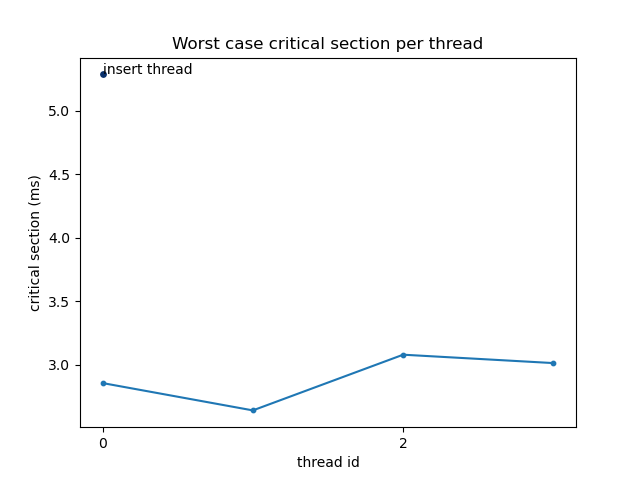 Worst case critical section per thread
insert thread
5.0
4.5
4.0
3.5
3.0
critical section (ms)
0
2
thread id